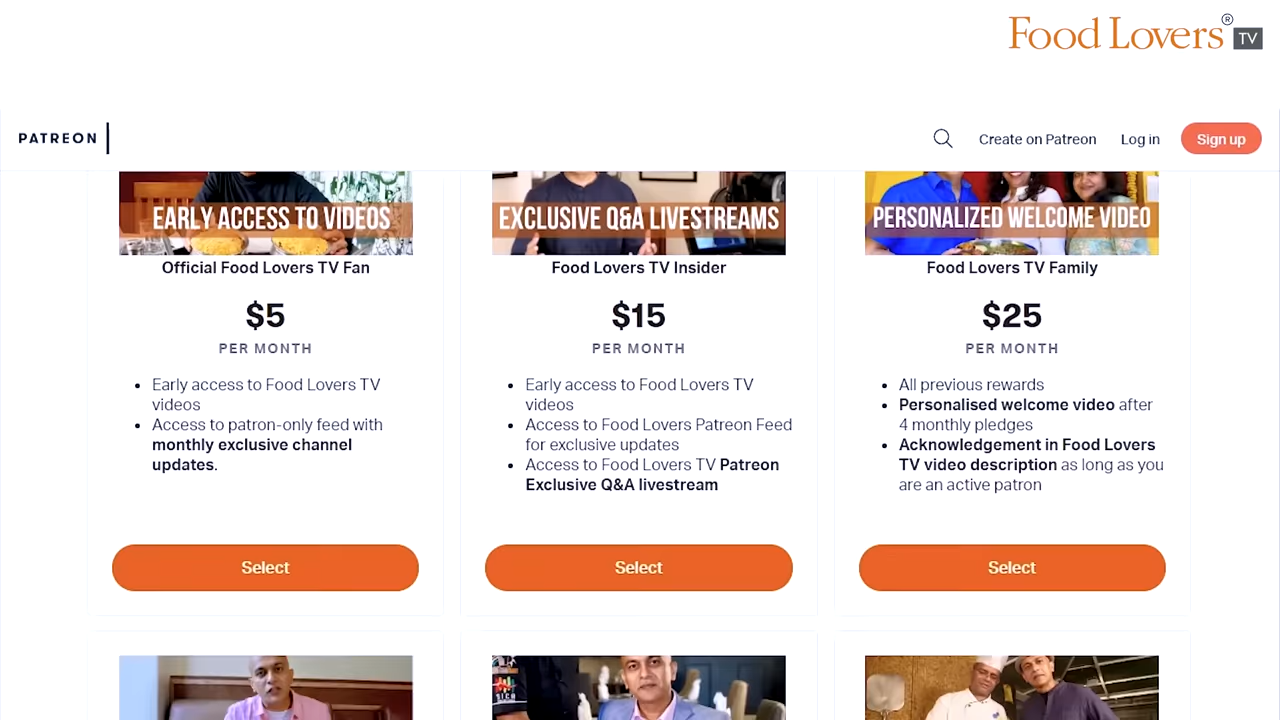 Food Lovers® TV
PATREON
Create on Patreon
Log in
Sign up
EARLY ACCESS TO VIDEOS
Official Food Lovers TV Fan
$5
PER MONTH
Early access to Food Lovers TV
videos
Access to patron-only feed with
monthly exclusive channel
updates.
Select
EXCLUSIVE Q&A LIVESTREAMS
Food Lovers TV Insider
$15
PER MONTH
Early access to Food Lovers TV
videos
Access to Food Lovers Patreon Feed
for exclusive updates
Access to Food Lovers TV Patreon
Exclusive Q&A livestream
Select
PERSONALIZED WELCOME VIDEO
Food Lovers TV Family
$25
PER MONTH
All previous rewards
Personalised welcome video after
4 monthly pledges
Acknowledgement in Food Lovers
TV video description as long as you
are an active patron
Select